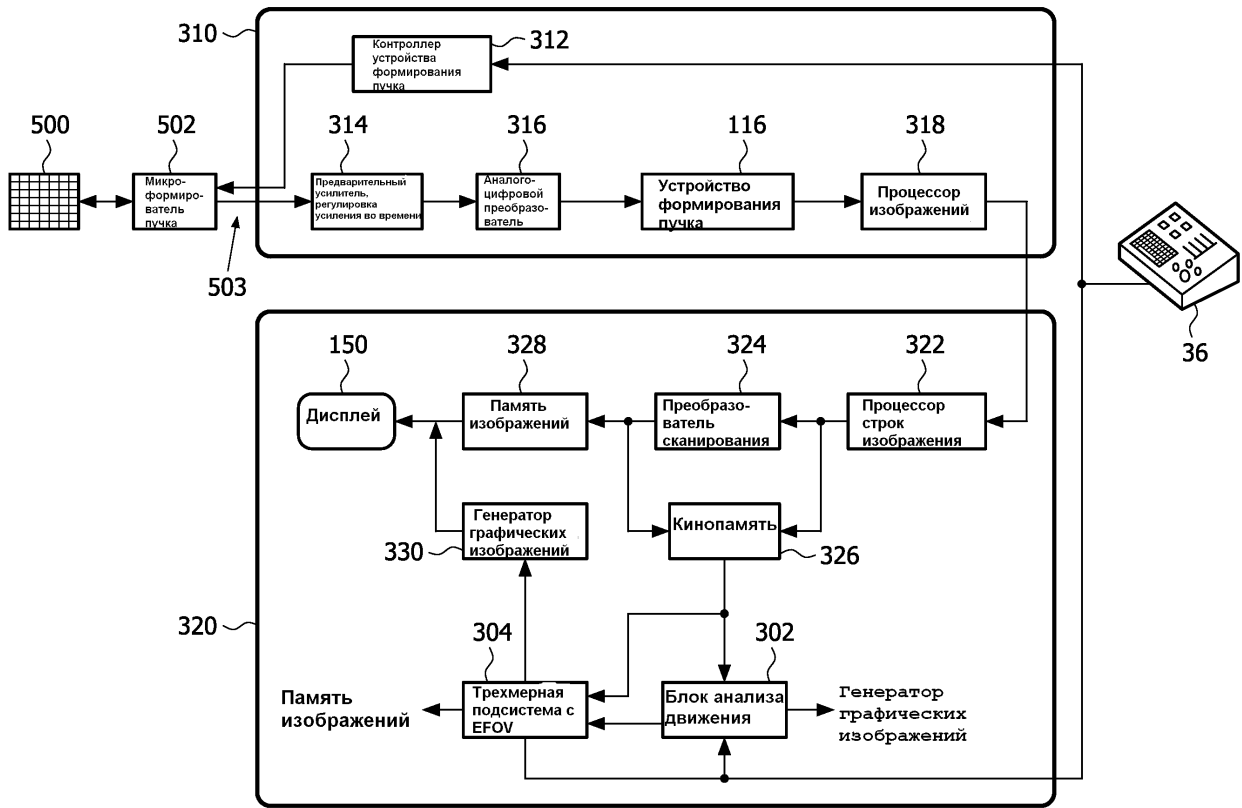 310
Контроллер
устройства
формирования
пучка
312
500
502
314
316
116
318
Микро-
формиро-
ватель
пучка
Предварительный
усилитель,
регулировка
усиления во времени
Аналого-
цифровой
преобразо-
ватель
Устройство
формирования
пучка
Процессор
изображений
503
36
150
328
324
322
Дисплей
Память
изображений
Преобразо-
ватель
сканирования
Процессор
строк
изображения
Генератор
графических
изображений
330
Кинопамять
326
320
304
302
Память
изображений
Трехмерная
подсистема с
EFOV
Блок анализа
движения
Генератор
графических
изображений